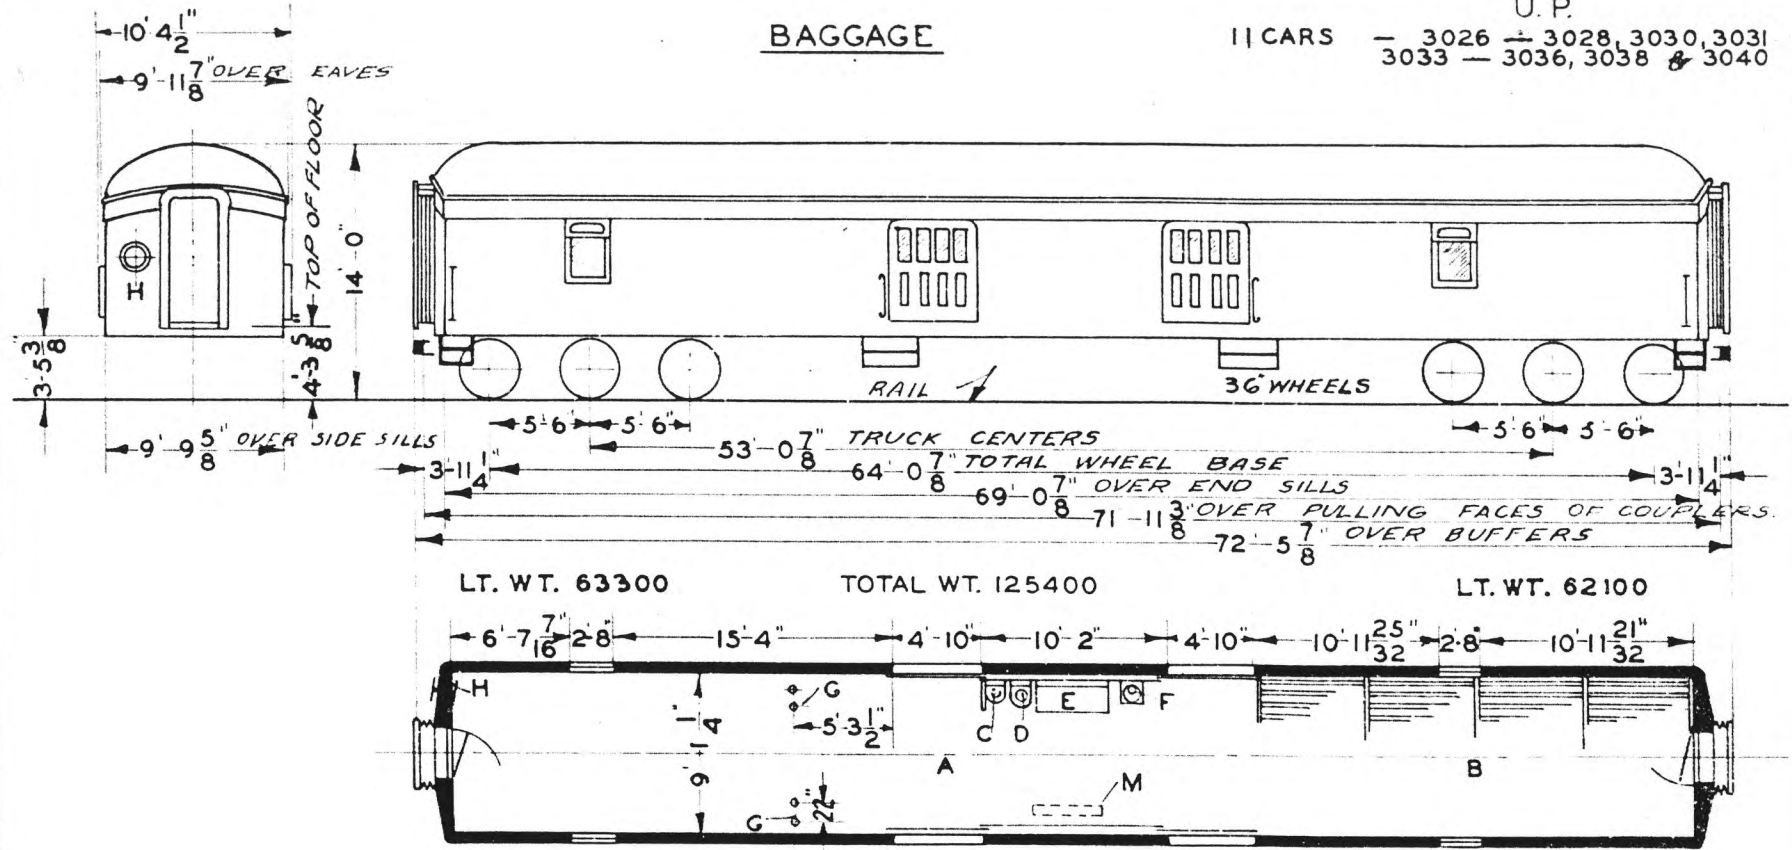 U. P.
BAGGAGE
11 CARS — 3026 — 3028, 3030, 3031
3033 — 3036, 3038 & 3040
10' 4 1/2"
9'-11 7/8" OVER EAVES
TOP OF FLOOR
14'-0"
H
3'-5 3/8"
4'-3 5/8"
RAIL
36" WHEELS
5'-6" 5'-6" 5'-6" 5'-6"
9'-9 5/8" OVER SIDE SILLS
53'-0 7/8" TRUCK CENTERS
3'-11 1/4" 64'-0 7/8" TOTAL WHEEL BASE 3'-11 1/4"
69'-0 7/8" OVER END SILLS
71'-11 3/8" OVER PULLING FACES OF COUPLERS.
72'-5 7/8" OVER BUFFERS
LT. WT. 63300 TOTAL WT. 125400 LT. WT. 62100
6'-7 7/16" 2'-8" 15'-4" 4'-10" 10'-2" 4'-10" 10'-11 25/32" 2'-8" 10'-11 21/32"
H G E F
C D
5'-3 1/2"
9'-1 1/4"
A B
M
G 22"